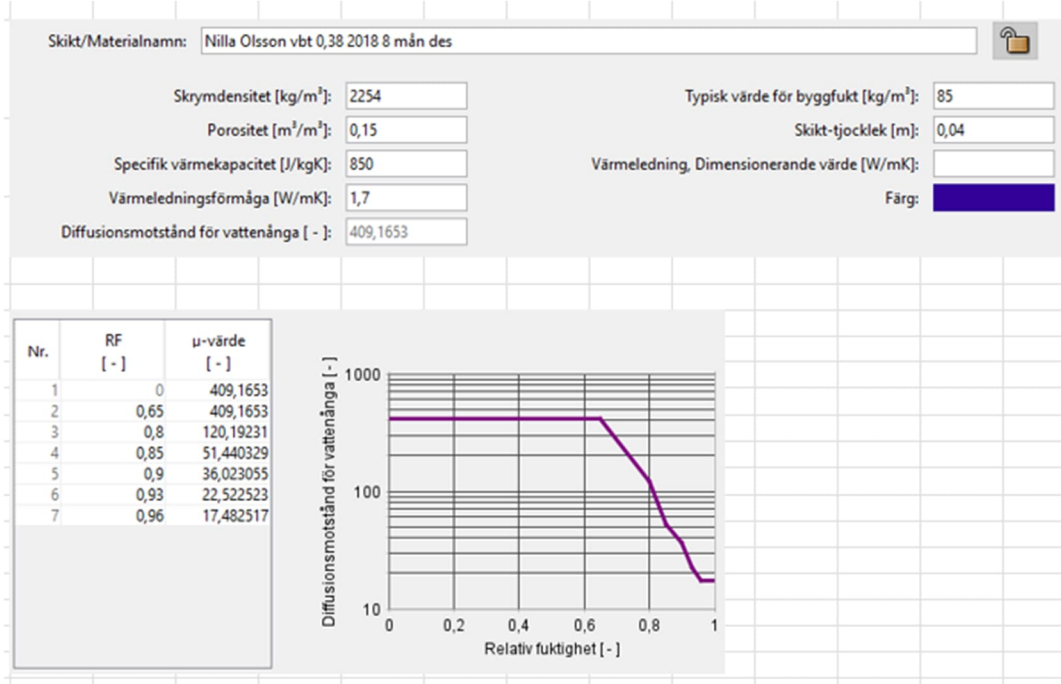 Skikt/Materialnamn: Nilla Olsson vbt 0,38 2018 8 mån des
Skrymdensitet [kg/m³]: 2254 Typisk värde för byggfukt [kg/m³]: 85
Porositet [m³/m³]: 0,15 Skikt-tjocklek [m]: 0,04
Specifik värmekapacitet [J/kgK]: 850 Värmeledning, Dimensionerande värde [W/mK]:
Värmeledningsförmåga [W/mK]: 1,7 Färg:
Diffusionsmotstånd för vattenånga [ - ]: 409,1653
Nr. RF [ - ] µ-värde [ - ]
1 0 409,1653
2 0,65 409,1653
3 0,8 120,19231
4 0,85 51,440329
5 0,9 36,023055
6 0,93 22,522523
7 0,96 17,482517
Diffusionsmotstånd för vattenånga [ - ]
1000
100
10
0 0,2 0,4 0,6 0,8 1
Relativ fuktighet [ - ]